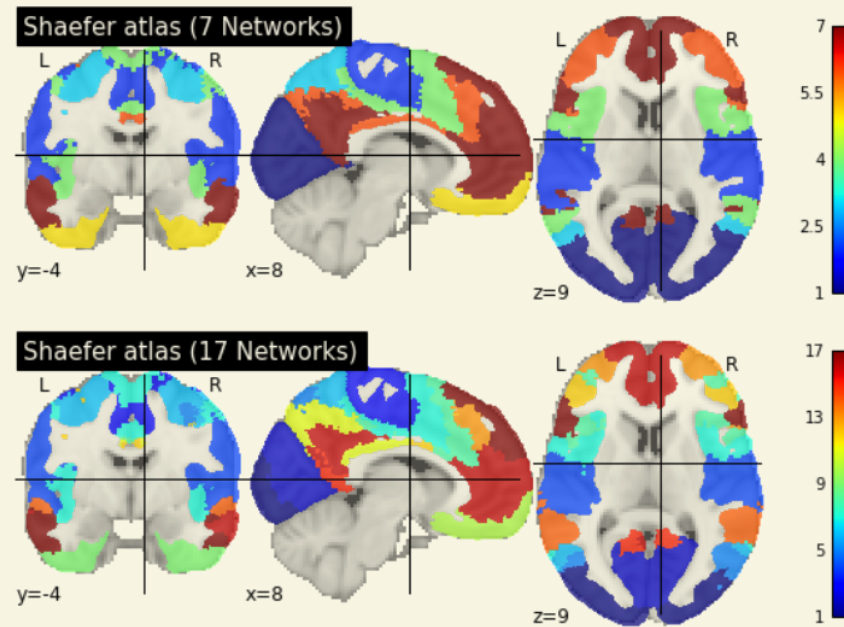 Shaefer atlas (7 Networks)
L R
L R
7
5.5
4
2.5
1
y=-4
x=8
z=9
Shaefer atlas (17 Networks)
L R
L R
17
13
9
5
1
y=-4
x=8
z=9